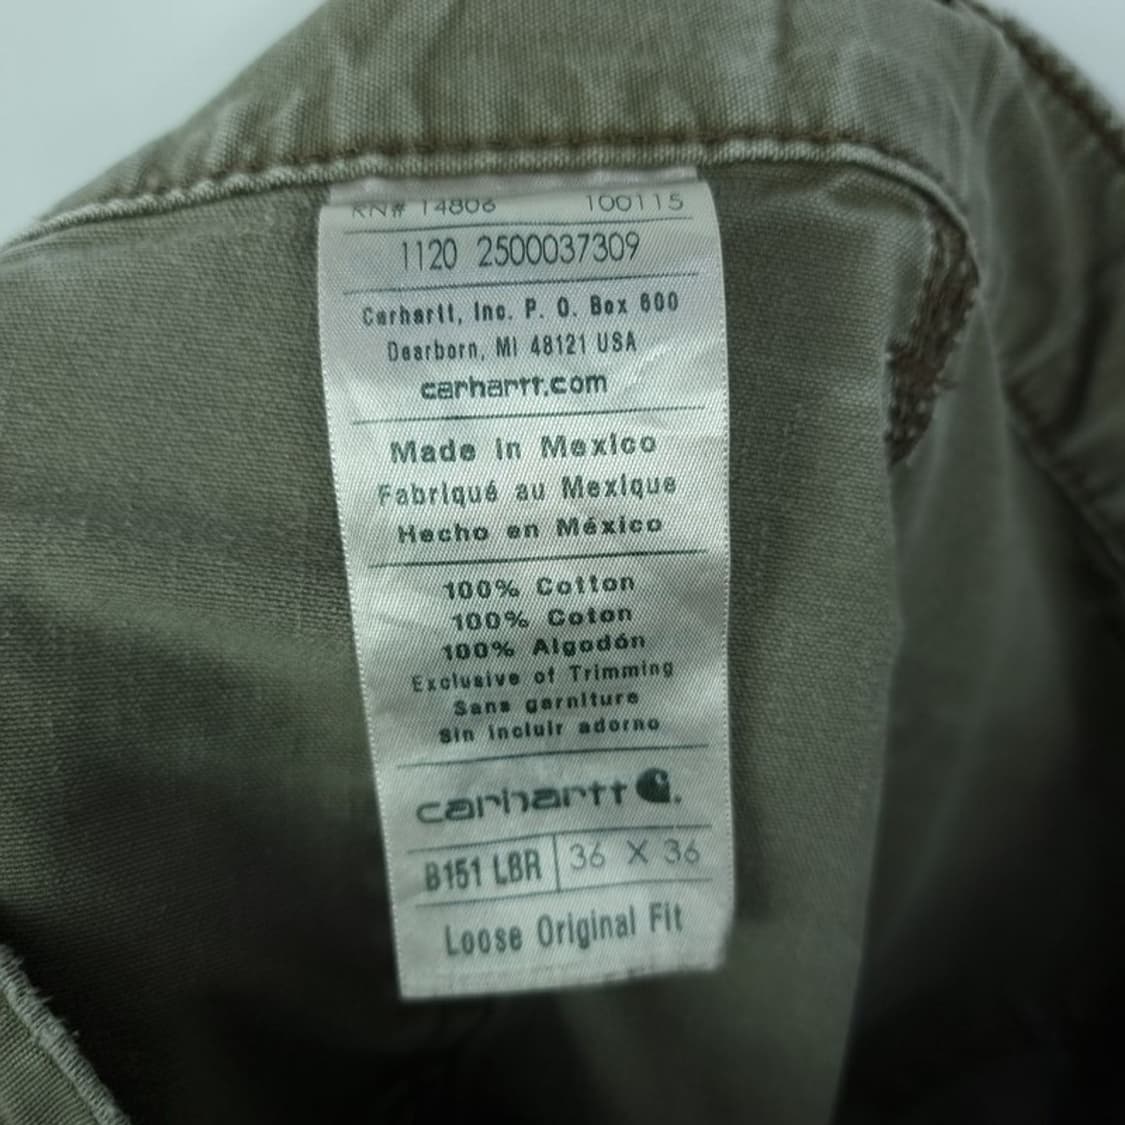 RN# 14806 100115
1120 2500037309
Carhartt, Inc. P. O. Box 600
Dearborn, MI 48121 USA
carhartt.com
Made in Mexico
Fabriqué au Mexique
Hecho en México
100% Cotton
100% Coton
100% Algodón
Exclusive of Trimming
Sans garniture
Sin incluir adorno
carhartt
B151 LBR 36 X 36
Loose Original Fit